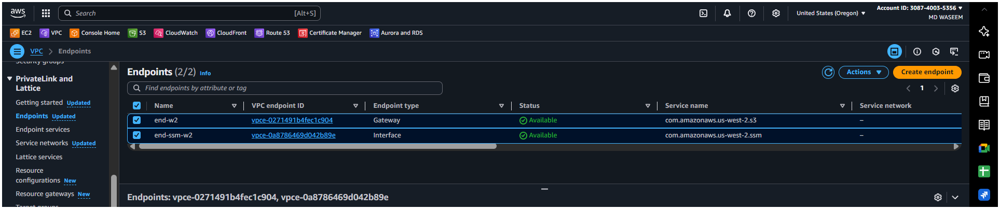 aws
Search [Alt+S]
United States (Oregon)
Account ID: 3087-4003-5356
MD WASEEM
EC2 VPC Console Home S3 CloudWatch CloudFront Route 53 Certificate Manager Aurora and RDS
VPC Endpoints
Security groups
PrivateLink and
Lattice
Getting started Updated
Endpoints Updated
Endpoint services
Service networks Updated
Lattice services
Resource
configurations New
Resource gateways New
Target groups
Endpoints (2/2) Info
Actions Create endpoint
Find endpoints by attribute or tag
1
Name VPC endpoint ID Endpoint type Status Service name Service network
end-w2 vpce-0271491b4fec1c904 Gateway Available com.amazonaws.us-west-2.s3 –
end-ssm-w2 vpce-0a8786469d042b89e Interface Available com.amazonaws.us-west-2.ssm –
Endpoints: vpce-0271491b4fec1c904, vpce-0a8786469d042b89e